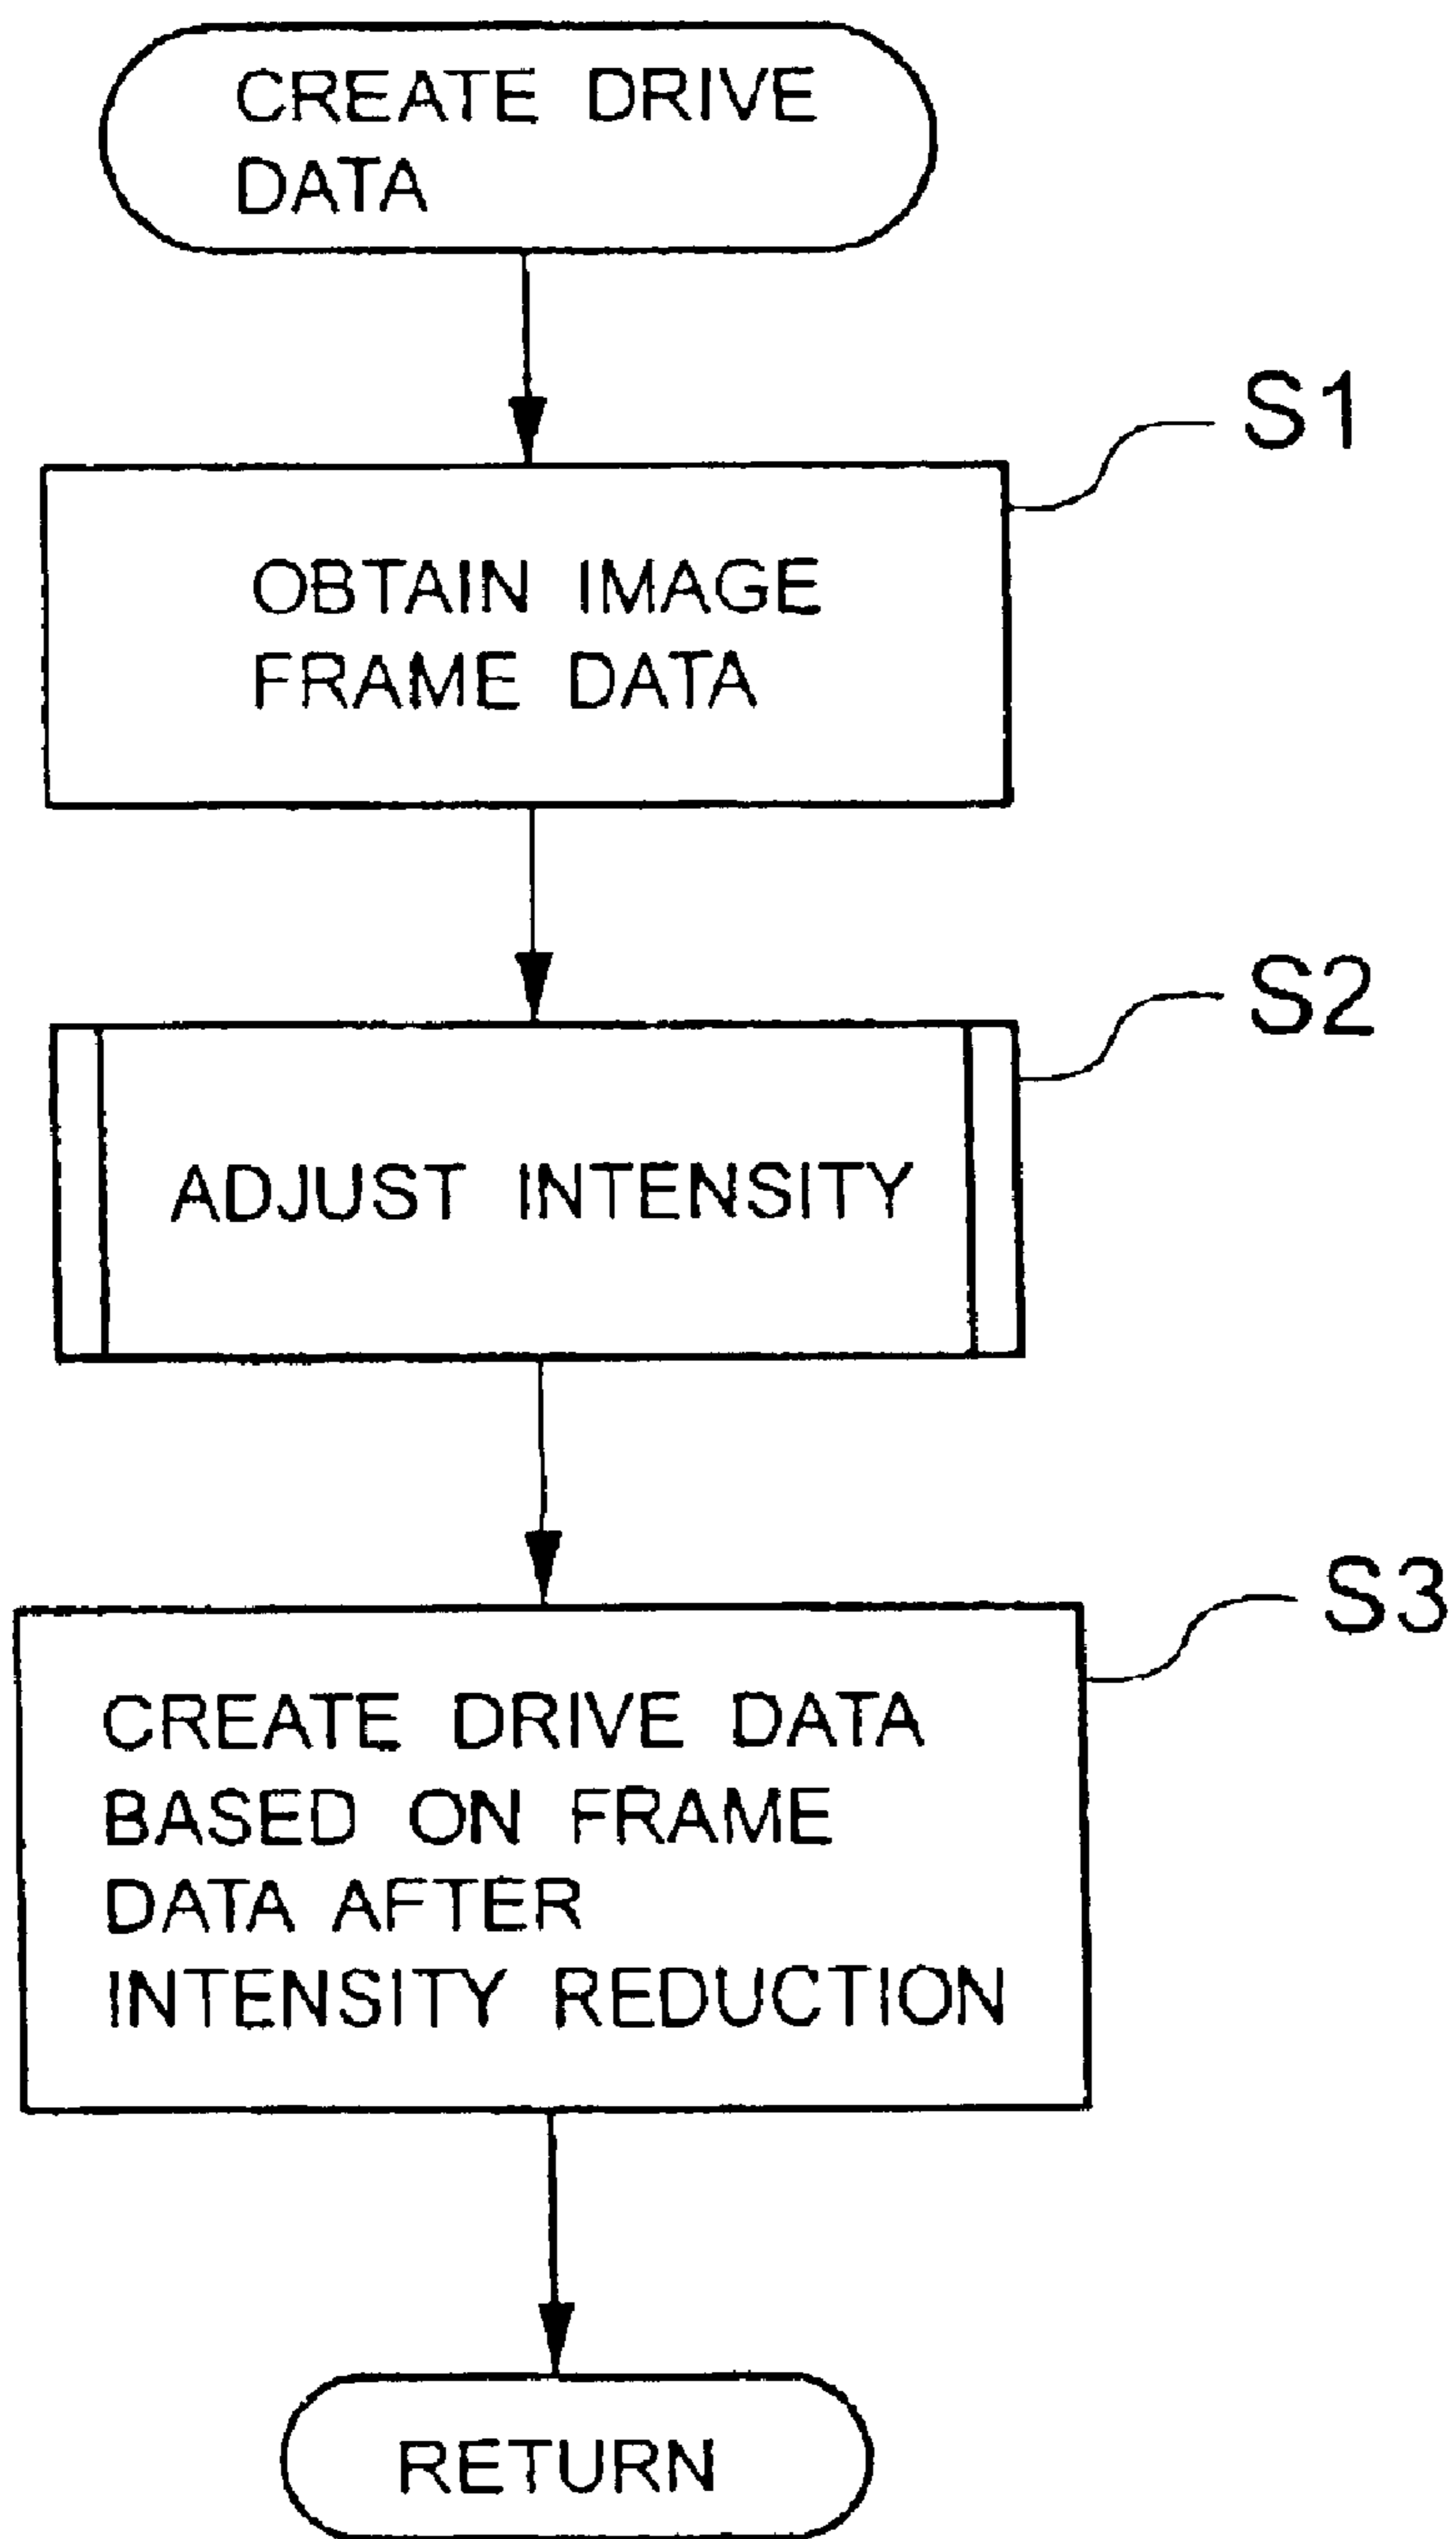 CREATE DRIVE
DATA
S1
OBTAIN IMAGE
FRAME DATA
S2
ADJUST INTENSITY
S3
CREATE DRIVE DATA
BASED ON FRAME
DATA AFTER
INTENSITY REDUCTION
RETURN